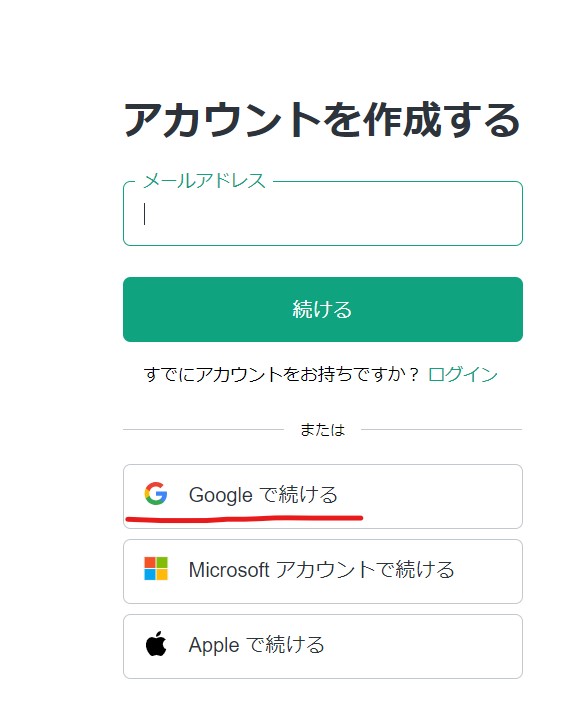 アカウントを作成する
メールアドレス
続ける
すでにアカウントをお持ちですか？ ログイン
または
Google で続ける
Microsoft アカウントで続ける
Apple で続ける